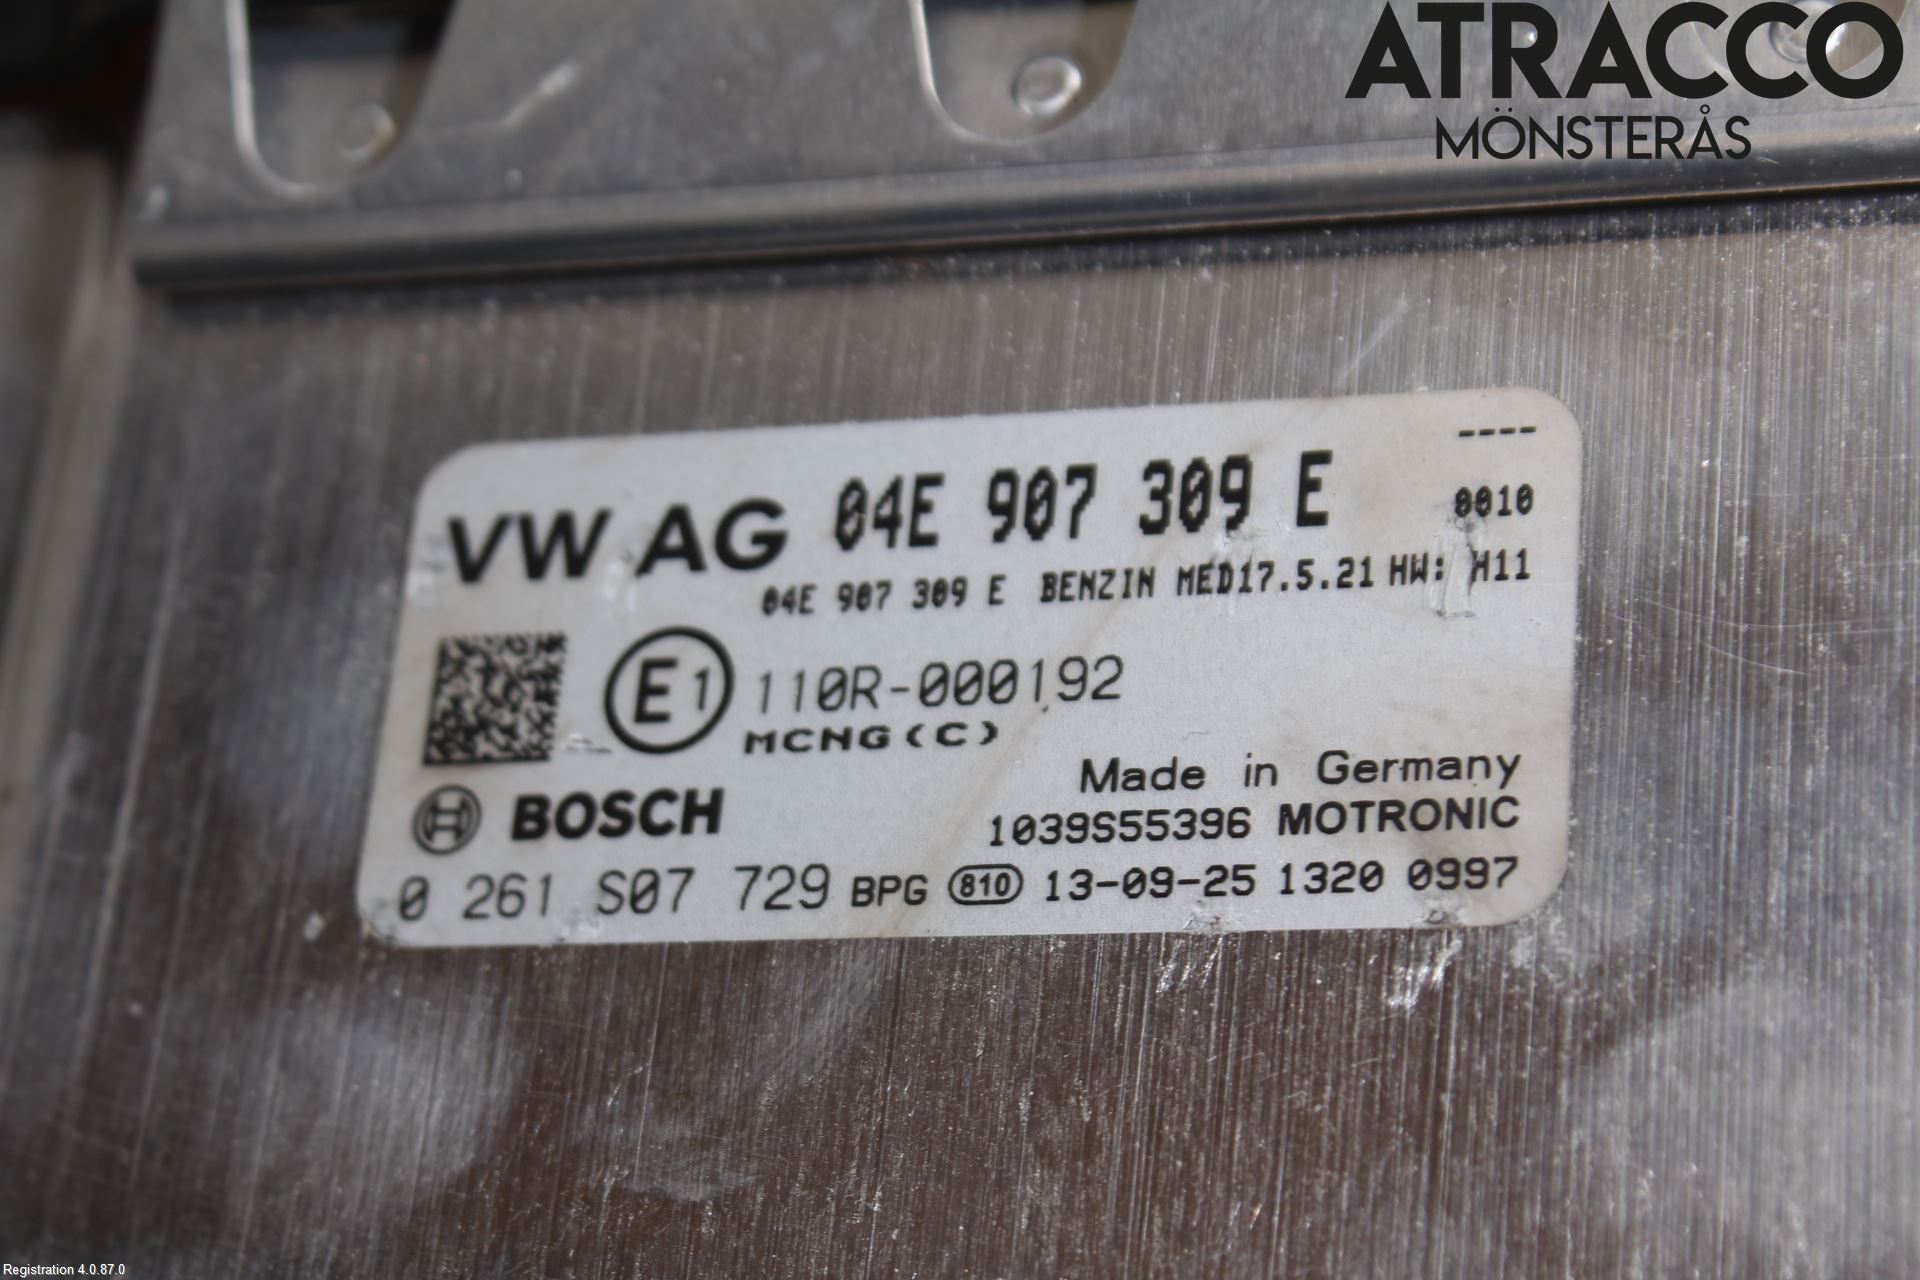 ATRACCO
MÖNSTERÅS
----
VW AG 04E 907 309 E 0010
04E 907 309 E BENZIN MED17.5.21 HW: H11
E1 110R-000192
MCNG(C)
Made in Germany
BOSCH 1039S55396 MOTRONIC
0 261 S07 729 BPG 810 13-09-25 1320 0997
Registration 4.0.87.0